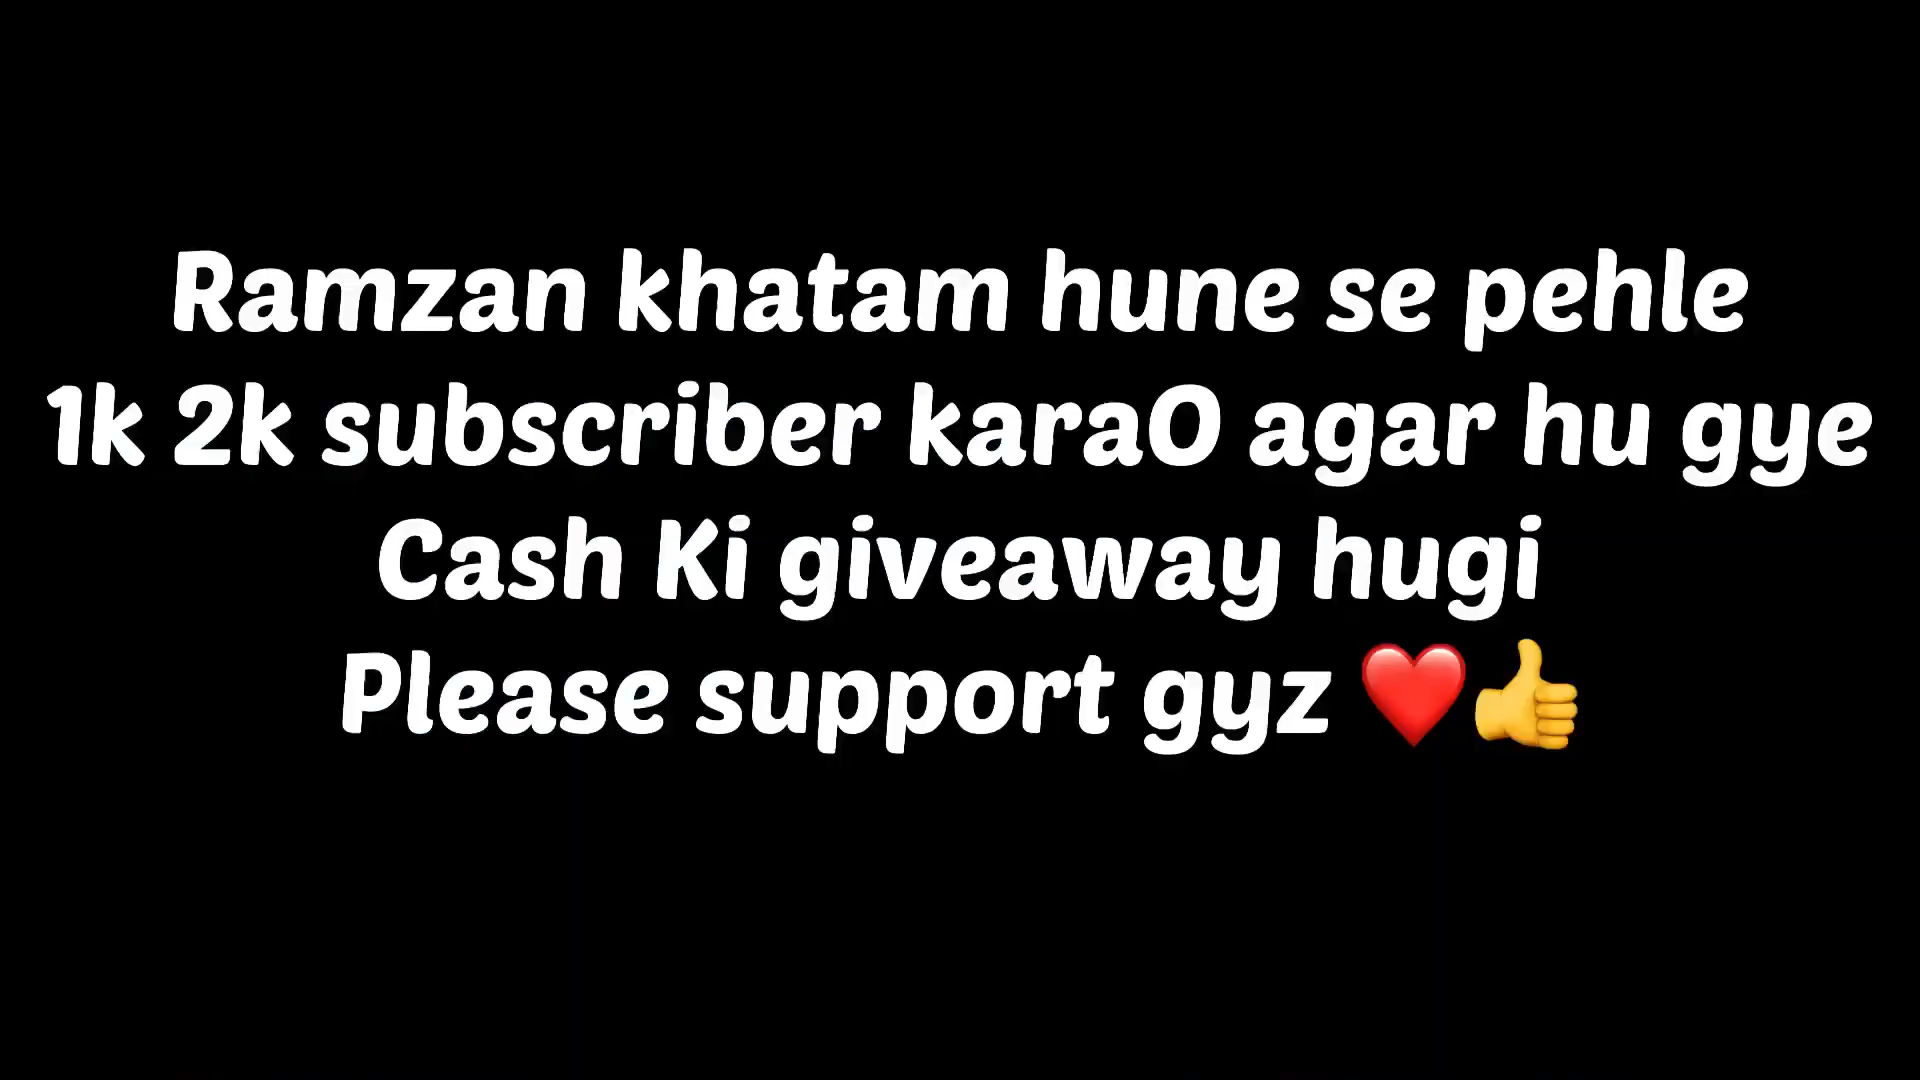 Ramzan khatam hune se pehle
1k 2k subscriber karaO agar hu gye
Cash Ki giveaway hugi
Please support gyz ❤️👍